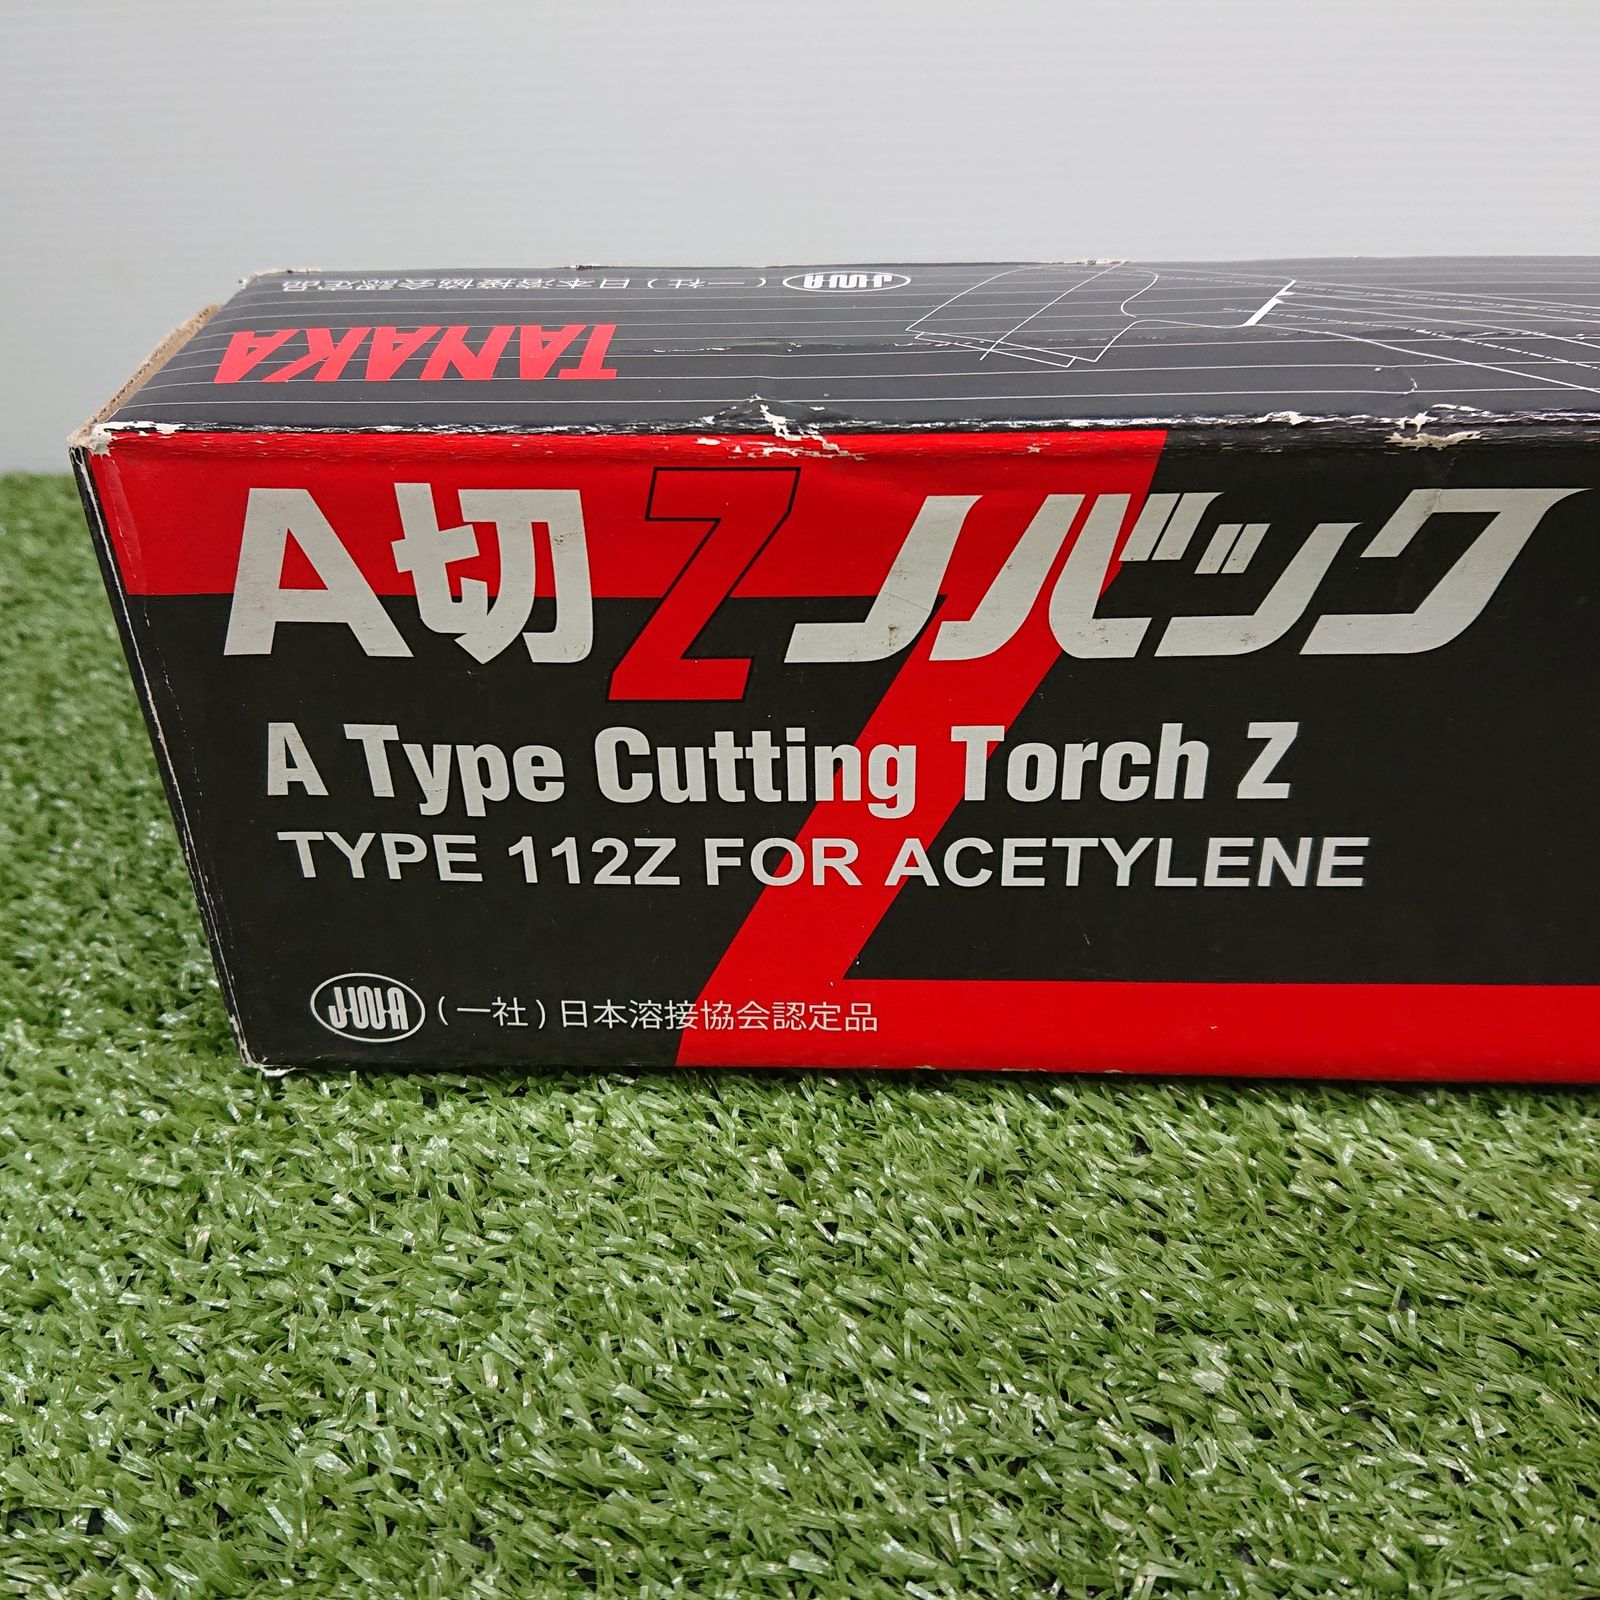 JWA (一社)日本溶接協会認定品
TANAKA
A切Zノバック
A Type Cutting Torch Z
TYPE 112Z FOR ACETYLENE
(一社)日本溶接協会認定品